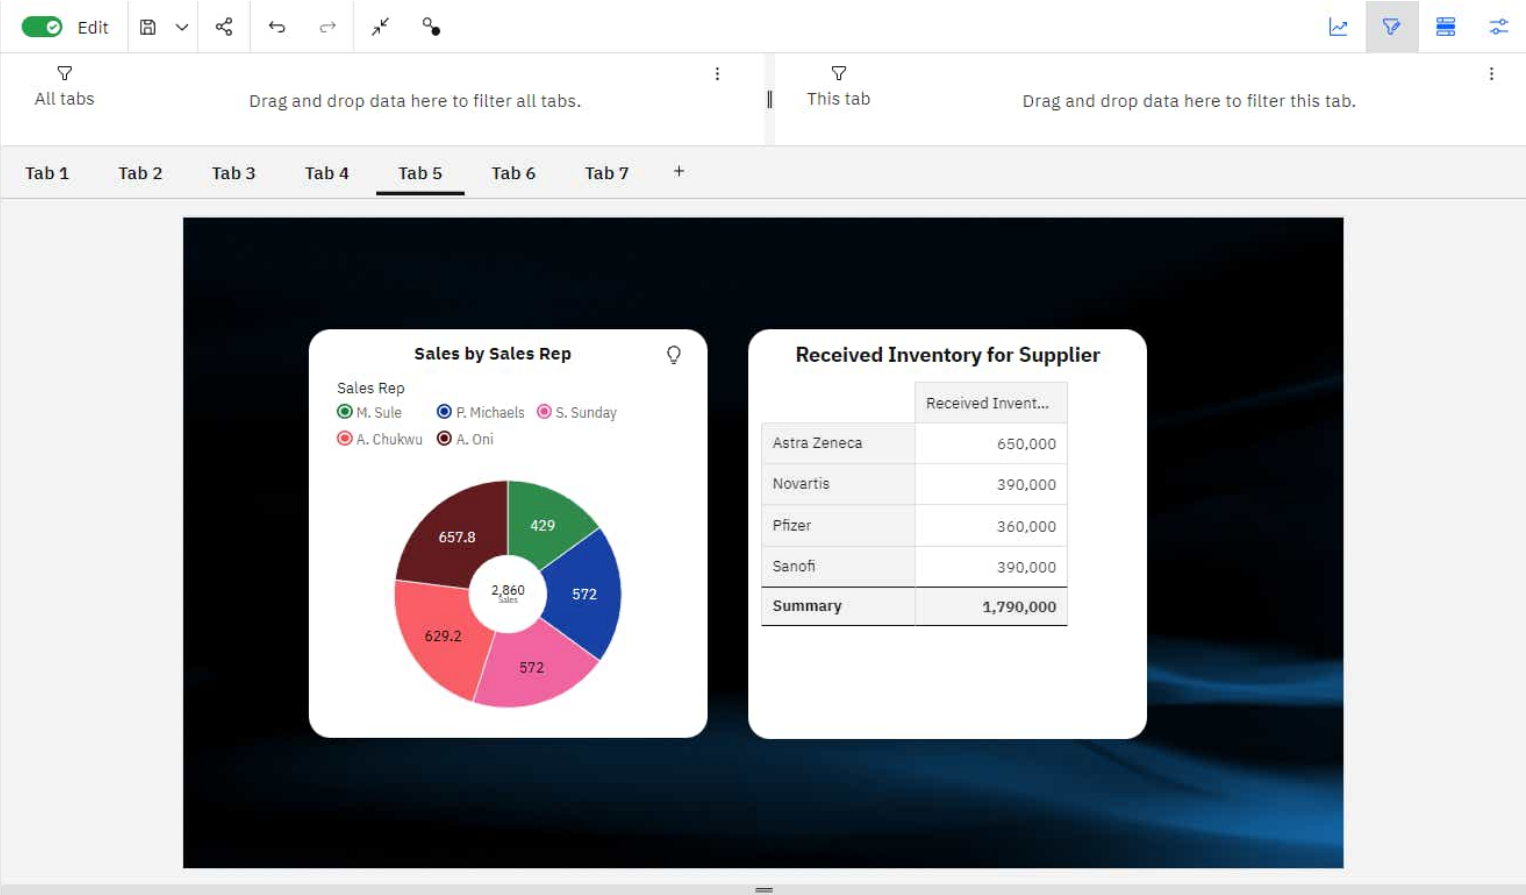 Edit
All tabs
Drag and drop data here to filter all tabs.
This tab
Drag and drop data here to filter this tab.
Tab 1 Tab 2 Tab 3 Tab 4 Tab 5 Tab 6 Tab 7 +
Sales by Sales Rep
Sales Rep
M. Sule P. Michaels S. Sunday
A. Chukwu A. Oni
657.8
429
572
572
629.2
2,860
Sales
Received Inventory for Supplier
Received Invent...
Astra Zeneca 650,000
Novartis 390,000
Pfizer 360,000
Sanofi 390,000
Summary 1,790,000